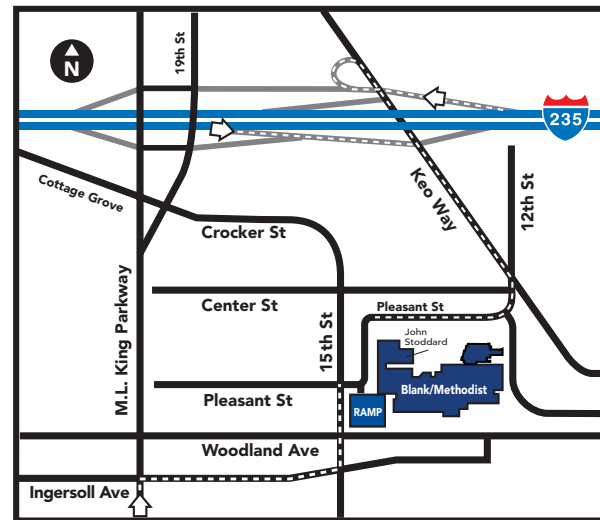 N
19th St
235
Cottage Grove
Keo Way
12th St
Crocker St
M.L. King Parkway
Center St
15th St
Pleasant St
John
Stoddard
Blank/Methodist
Pleasant St
RAMP
Woodland Ave
Ingersoll Ave